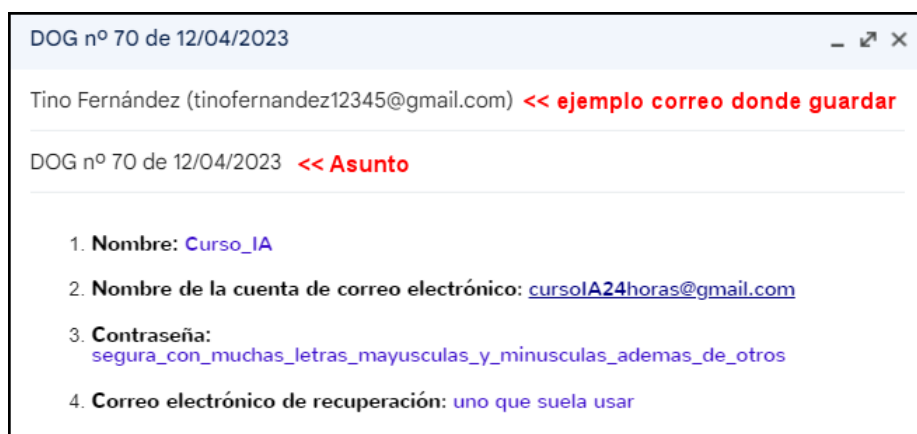 DOG nº 70 de 12/04/2023
Tino Fernández (tinofernandez12345@gmail.com) << ejemplo correo donde guardar
DOG nº 70 de 12/04/2023 << Asunto
1. Nombre: Curso_IA
2. Nombre de la cuenta de correo electrónico: cursoIA24horas@gmail.com
3. Contraseña:
segura_con_muchas_letras_mayusculas_y_minusculas_ademas_de_otros
4. Correo electrónico de recuperación: uno que suela usar